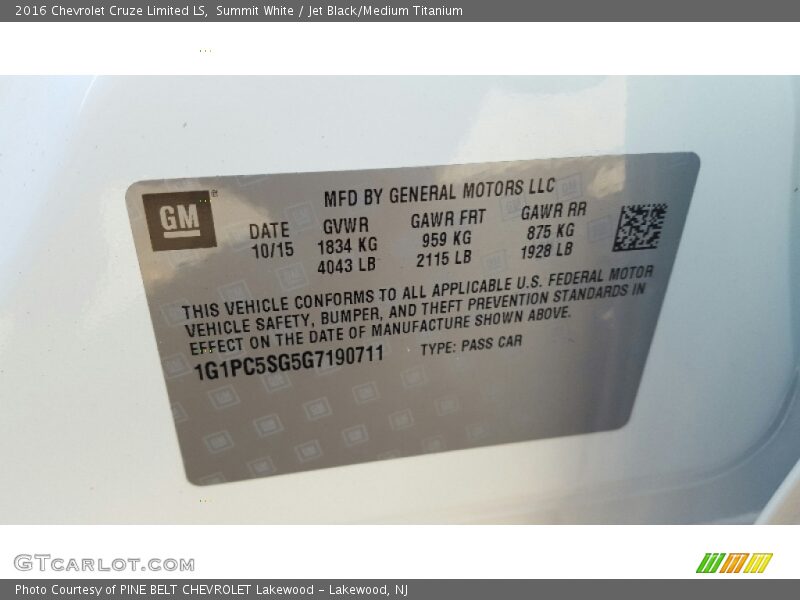 2016 Chevrolet Cruze Limited LS,  Summit White / Jet Black/Medium Titanium
GM ®
MFD BY GENERAL MOTORS LLC
DATE GVWR GAWR FRT GAWR RR
10/15 1834 KG 959 KG 875 KG
4043 LB 2115 LB 1928 LB
THIS VEHICLE CONFORMS TO ALL APPLICABLE U.S. FEDERAL MOTOR
VEHICLE SAFETY, BUMPER, AND THEFT PREVENTION STANDARDS IN
EFFECT ON THE DATE OF MANUFACTURE SHOWN ABOVE.
1G1PC5SG5G7190711 TYPE: PASS CAR
GTCARLOT.COM
Photo Courtesy of PINE BELT CHEVROLET Lakewood - Lakewood, NJ